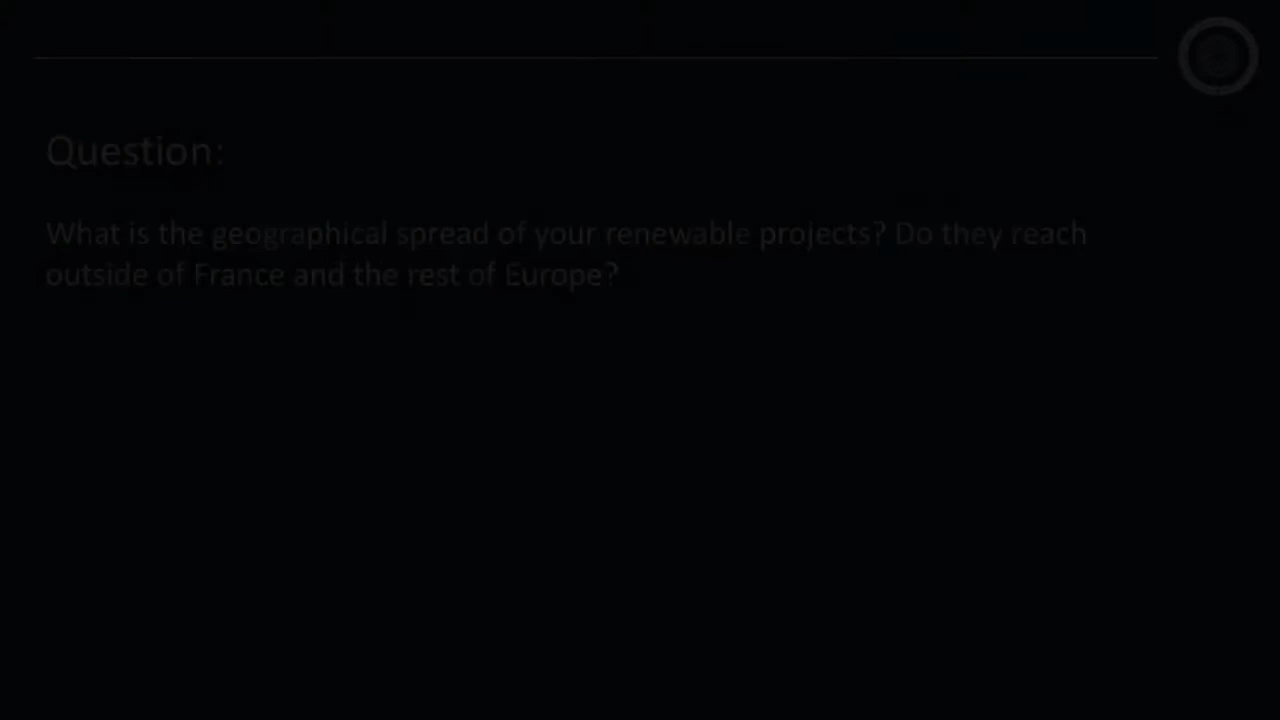 Question:
What is the geographical spread of your renewable projects? Do they reach
outside of France and the rest of Europe?